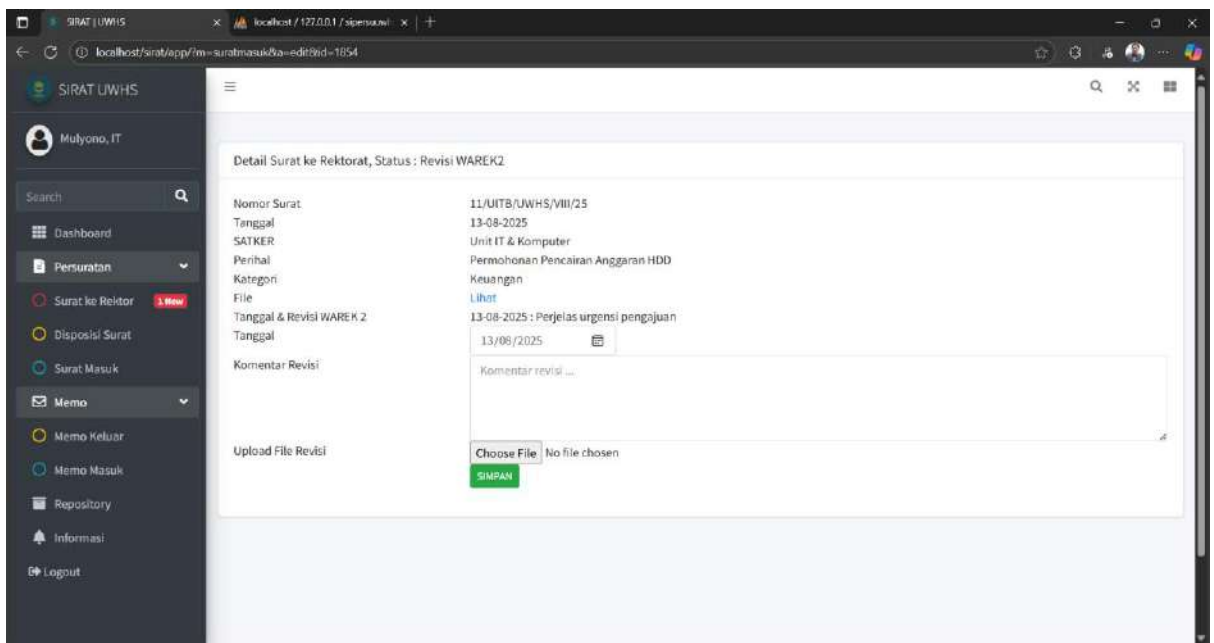 SIRAT | UWHS
localhost / 127.0.0.1 /
localhost/sirat/app/?m=suratmasuk&a=edit&id=1854
SIRAT UWHS
Mulyono, IT
Search
Dashboard
Persuratan
Surat ke Rektor 1 New
Disposisi Surat
Surat Masuk
Memo
Memo Keluar
Memo Masuk
Repository
Informasi
Logout
Detail Surat ke Rektorat, Status : Revisi WAREK2
Nomor Surat 11/UITB/UWHS/VIII/25
Tanggal 13-08-2025
SATKER Unit IT & Komputer
Perihal Permohonan Pencairan Anggaran HDD
Kategori Keuangan
File Lihat
Tanggal & Revisi WAREK 2 13-08-2025 : Perjelas urgensi pengajuan
Tanggal 13/08/2025
Komentar Revisi Komentar revisi ...
Upload File Revisi Choose File No file chosen
SIMPAN